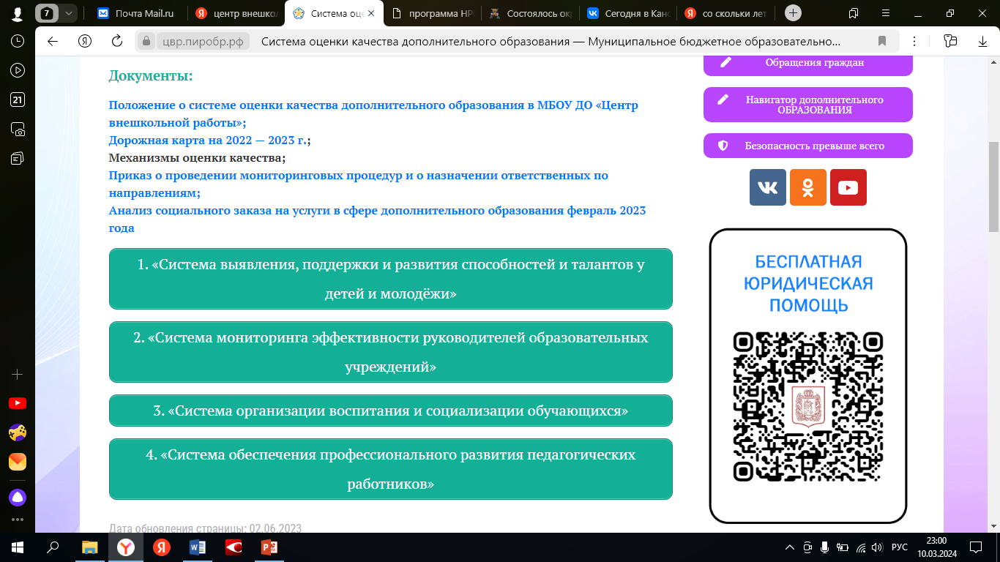 7
Почта Mail.ru
центр внешкол
Система оце
программа НР
Состоялось окр
Сегодня в Канс
со скольки лет
цвр.пиробр.рф
Система оценки качества дополнительного образования — Муниципальное бюджетное образовательно...
21
Документы:
Положение о системе оценки качества дополнительного образования в МБОУ ДО «Центр
внешкольной работы»;
Дорожная карта на 2022 — 2023 г.;
Механизмы оценки качества;
Приказ о проведении мониторинговых процедур и о назначении ответственных по
направлениям;
Анализ социального заказа на услуги в сфере дополнительного образования февраль 2023
года
1. «Система выявления, поддержки и развития способностей и талантов у
детей и молодёжи»
2. «Система мониторинга эффективности руководителей образовательных
учреждений»
3. «Система организации воспитания и социализации обучающихся»
4. «Система обеспечения профессионального развития педагогических
работников»
Дата обновления страницы: 02.06.2023
Обращения граждан
Навигатор дополнительного
ОБРАЗОВАНИЯ
Безопасность превыше всего
БЕСПЛАТНАЯ
ЮРИДИЧЕСКАЯ
ПОМОЩЬ
РУС
23:00
10.03.2024